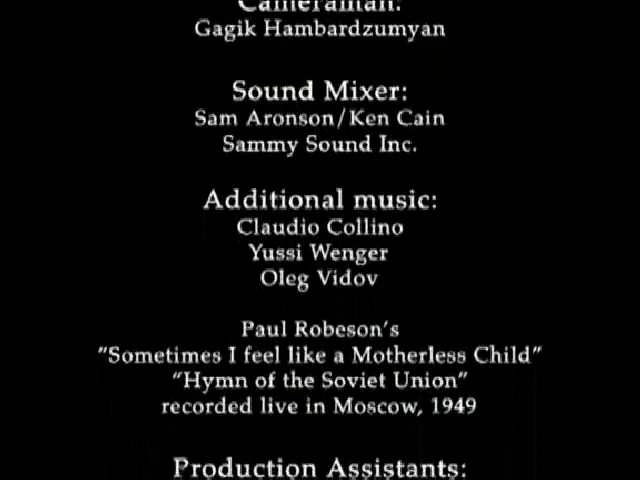 Cameraman:
Gagik Hambardzumyan
Sound Mixer:
Sam Aronson/Ken Cain
Sammy Sound Inc.
Additional music:
Claudio Collino
Yussi Wenger
Oleg Vidov
Paul Robeson's
"Sometimes I feel like a Motherless Child"
"Hymn of the Soviet Union"
recorded live in Moscow, 1949
Production Assistants: